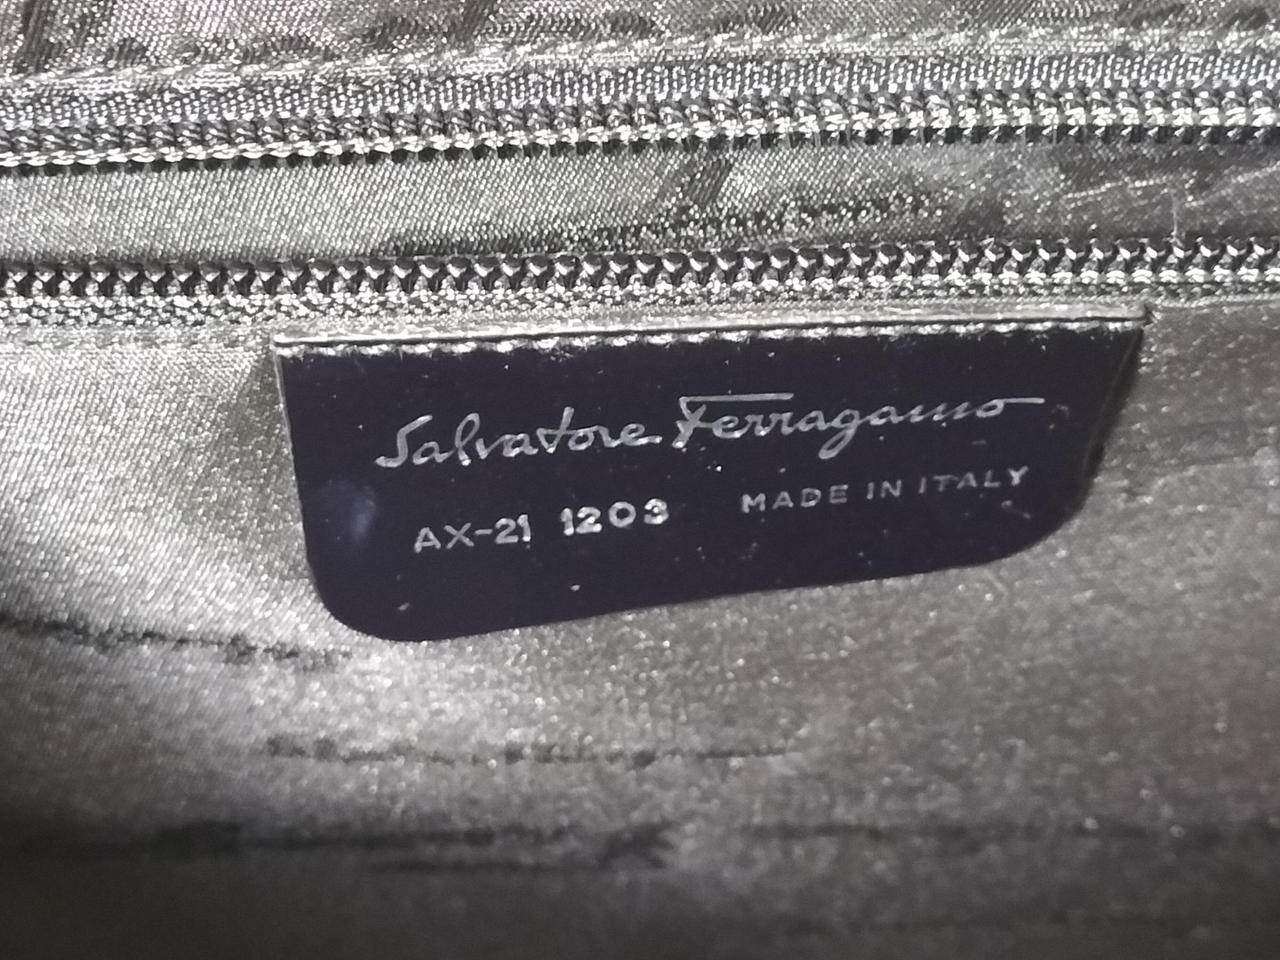 Salvatore Ferragamo
AX-21 1203 MADE IN ITALY